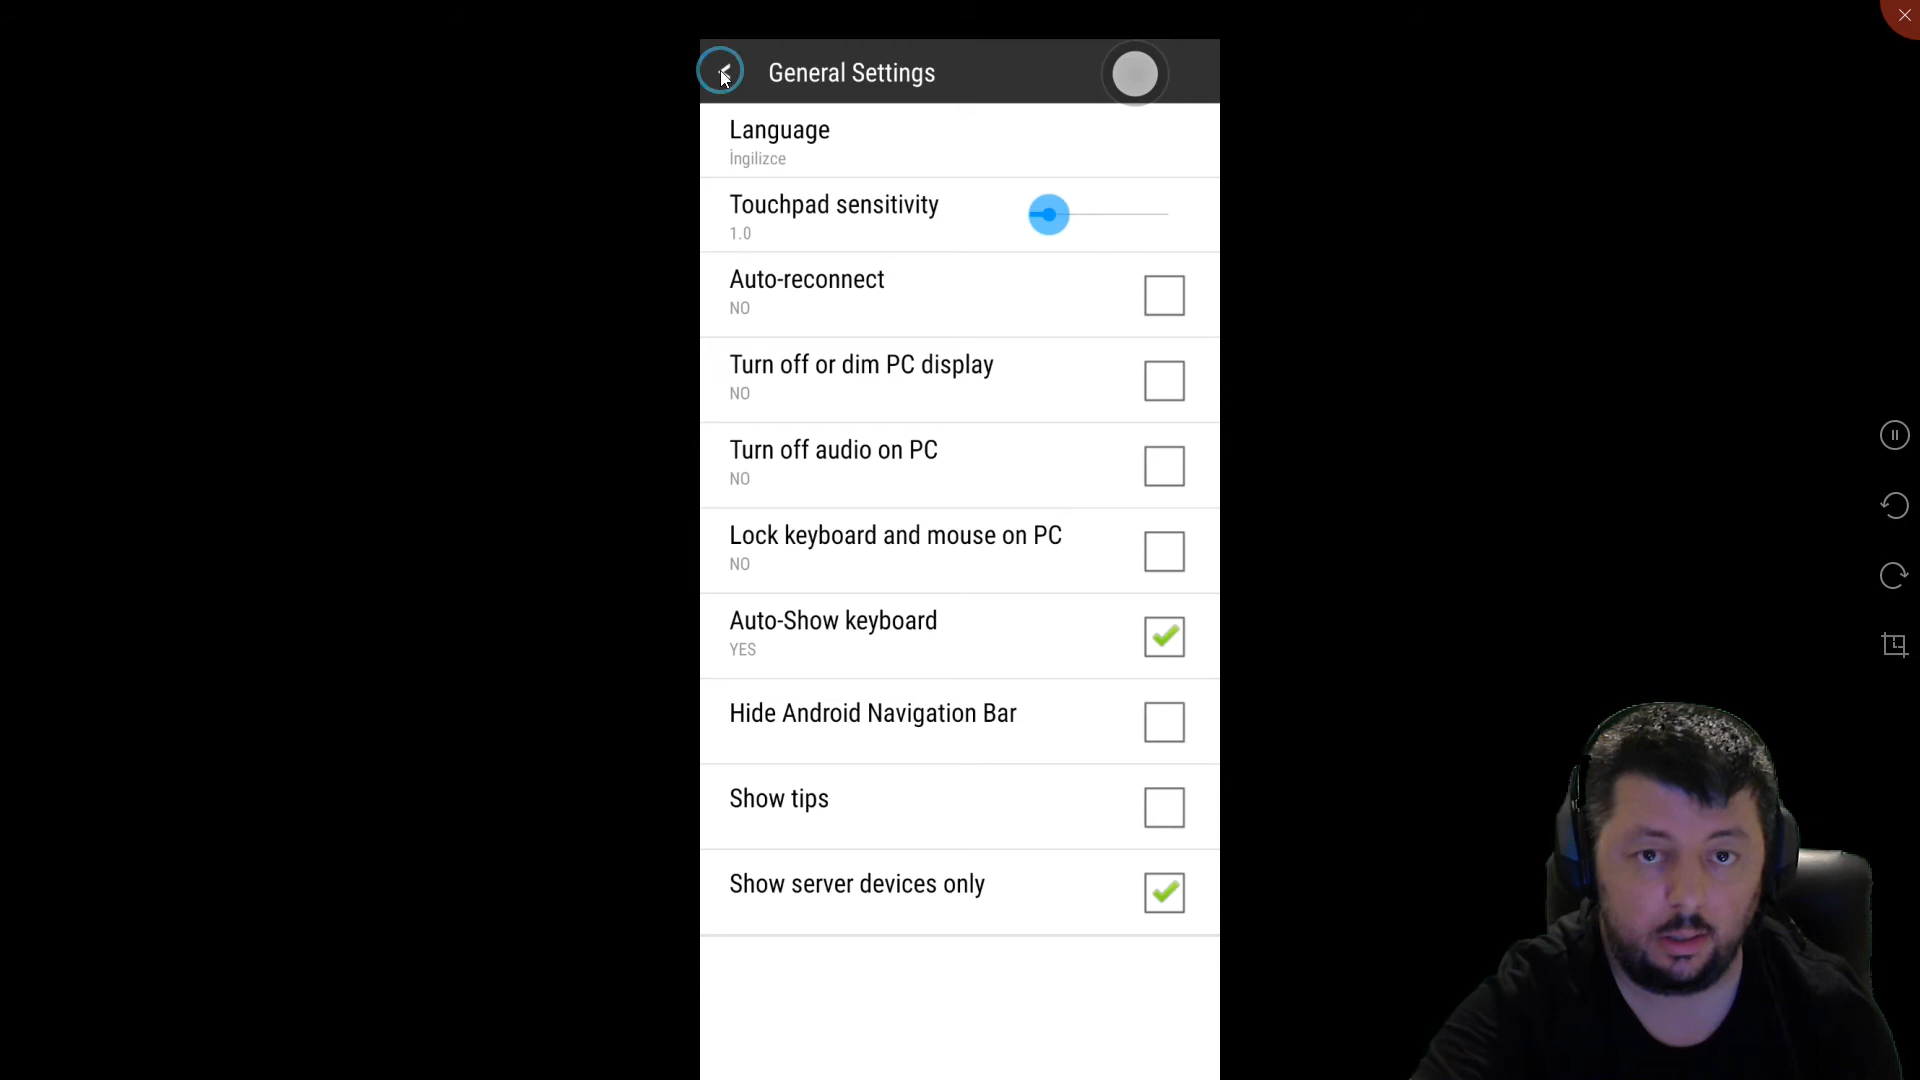 General Settings
Language
İngilizce
Touchpad sensitivity
1.0
Auto-reconnect
NO
Turn off or dim PC display
NO
Turn off audio on PC
NO
Lock keyboard and mouse on PC
NO
Auto-Show keyboard
YES
Hide Android Navigation Bar
Show tips
Show server devices only